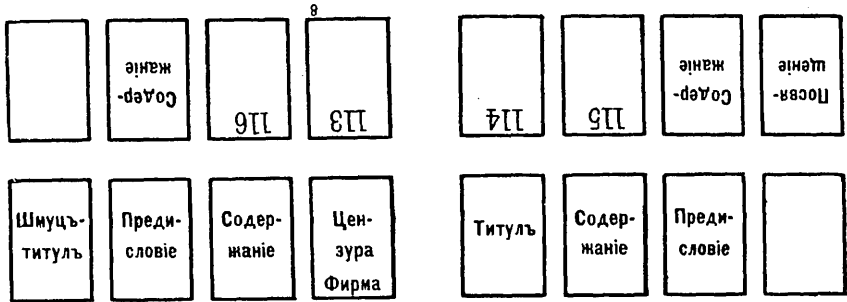 8
Содер-
жаніе
116
113
114
115
Содер-
жаніе
Посвя-
щеніе
Шмуцъ-
титулъ
Преди-
словіе
Содер-
жаніе
Цен-
зура
Фирма
Титулъ
Содер-
жаніе
Преди-
словіе